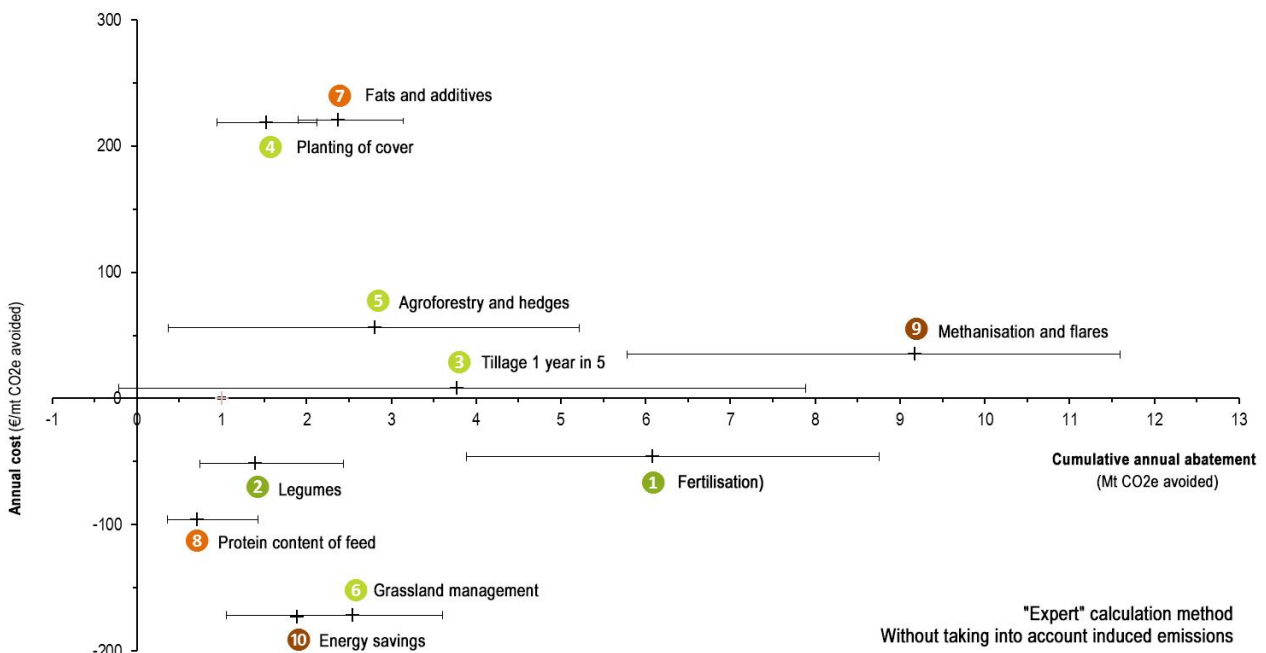 300
7 Fats and additives
200
4 Planting of cover
100
5 Agroforestry and hedges
9 Methanisation and flares
3 Tillage 1 year in 5
Annual cost (€/mt CO2e avoided)
0
-1 0 1 2 3 4 5 6 7 8 9 10 11 12 13
Cumulative annual abatement
(Mt CO2e avoided)
1 Fertilisation)
2 Legumes
-100
8 Protein content of feed
6 Grassland management
10 Energy savings
"Expert" calculation method
Without taking into account induced emissions
-200